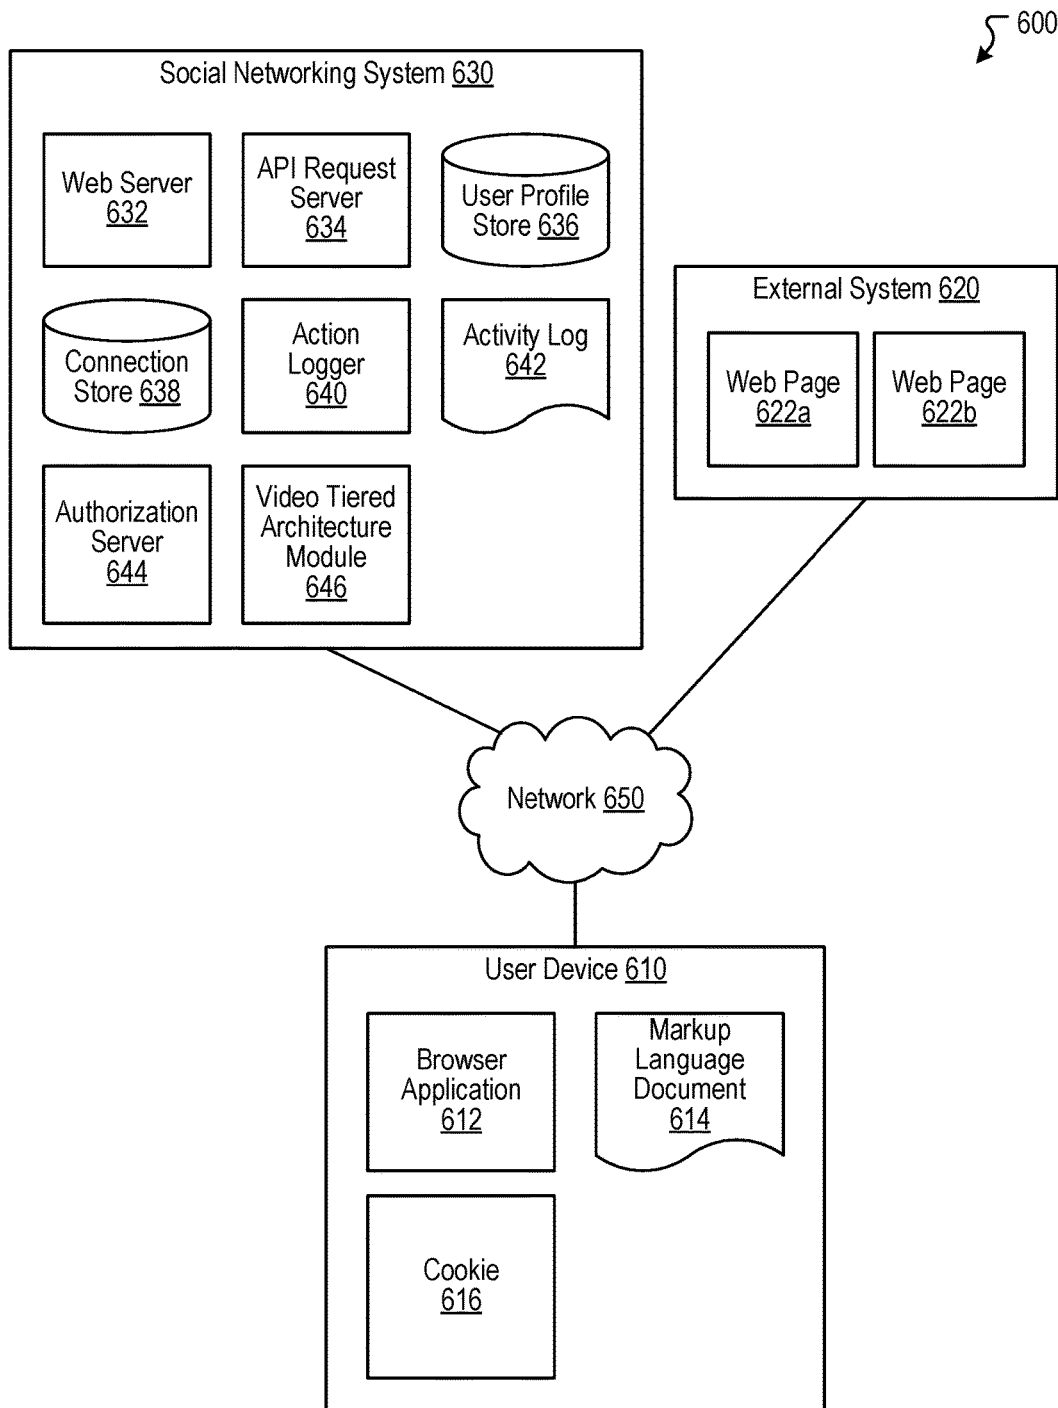 600
Social Networking System 630
Web Server
632
API Request
Server
634
User Profile
Store 636
Connection
Store 638
Action
Logger
640
Activity Log
642
Authorization
Server
644
Video Tiered
Architecture
Module
646
External System 620
Web Page
622a
Web Page
622b
Network 650
User Device 610
Browser
Application
612
Markup
Language
Document
614
Cookie
616